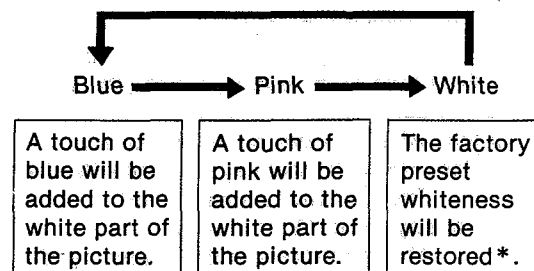 Blue Pink White
A touch of
blue will be
added to the
white part of
the picture.
A touch of
pink will be
added to the
white part of
the picture.
The factory
preset
whiteness
will be
restored*.